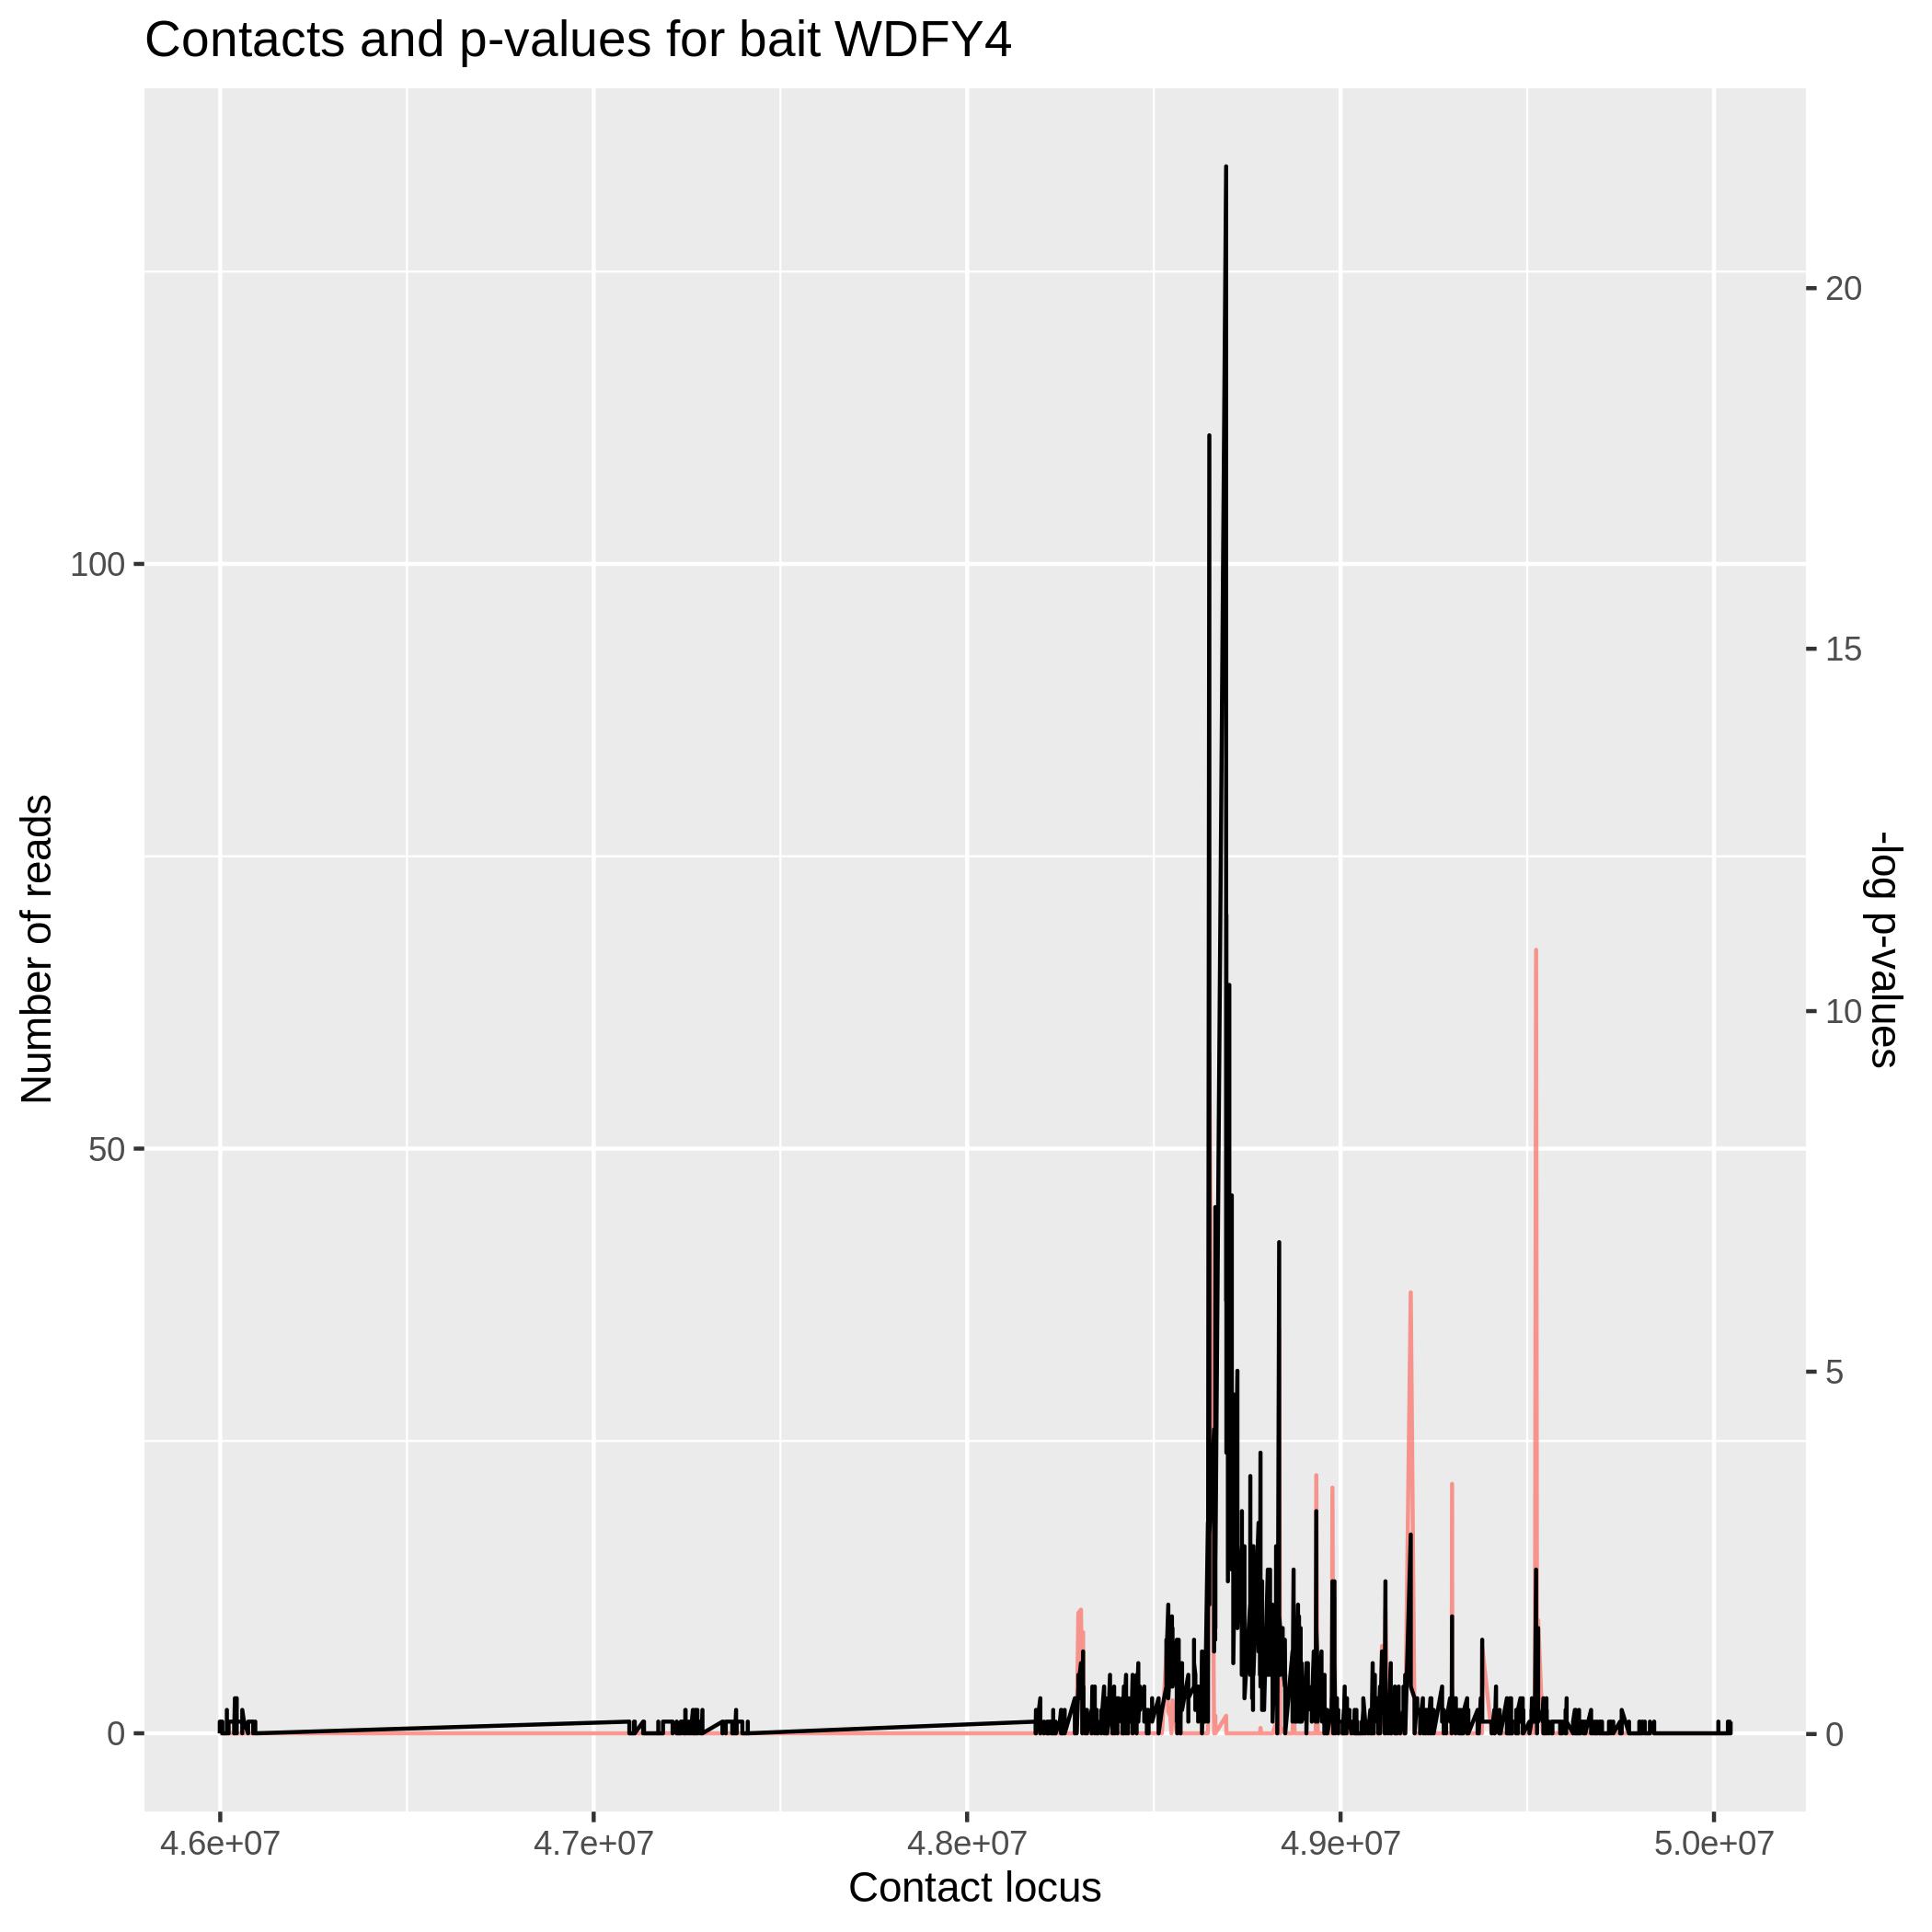 Contacts and p-values for bait WDFY4
Number of reads
100
50
0
20
15
10
5
0
-log p-values
4.6e+07
4.7e+07
4.8e+07
4.9e+07
5.0e+07
Contact locus